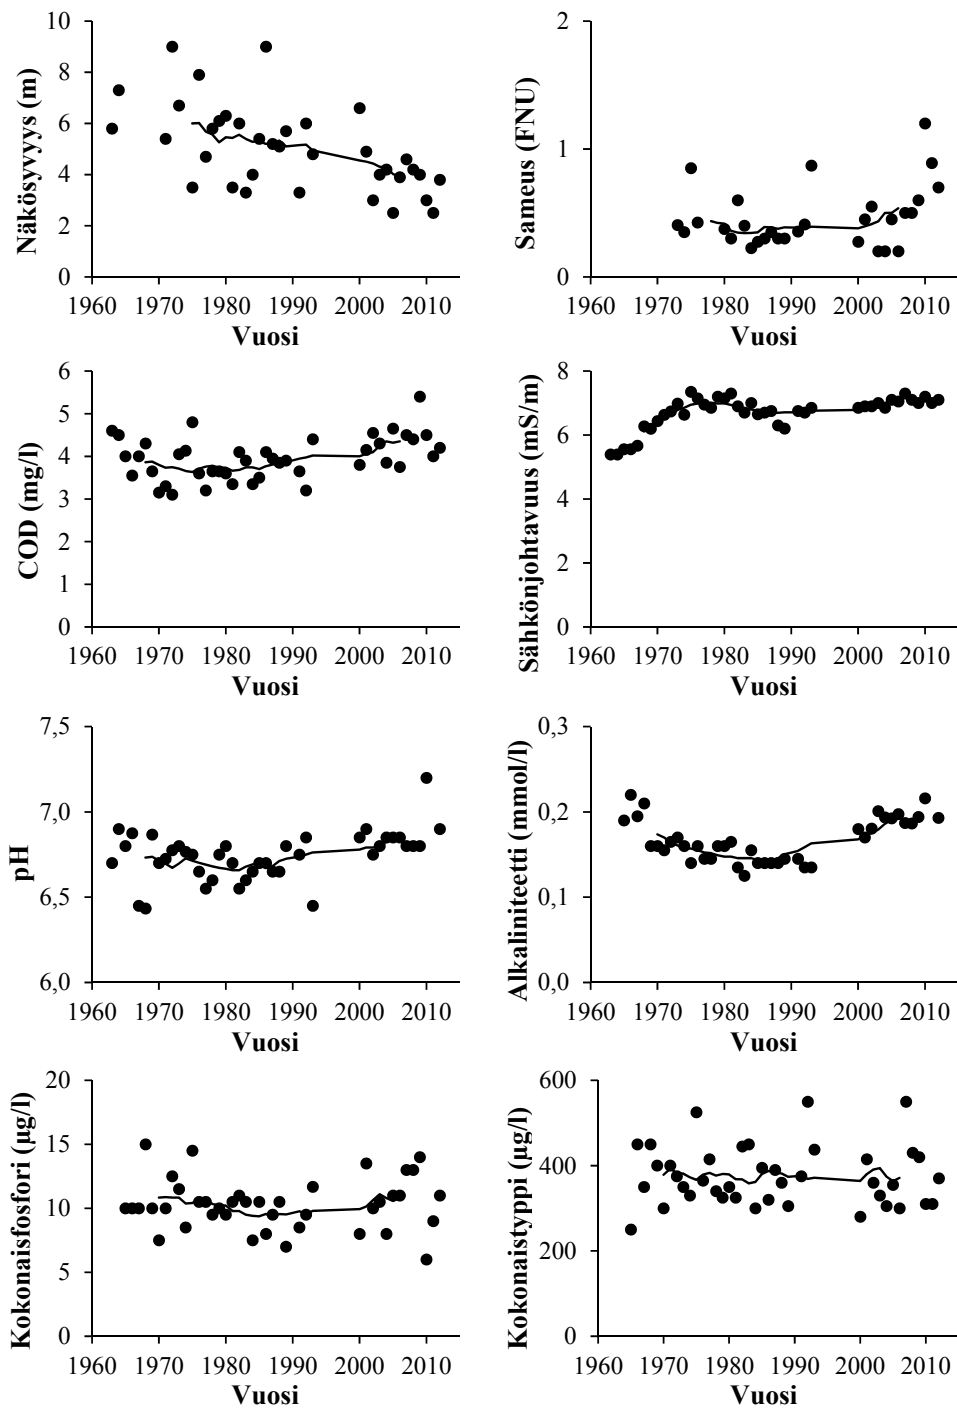 Näkösyvyys (m)
10
8
6
4
2
0
1960 1970 1980 1990 2000 2010
Vuosi
Sameus (FNU)
2
1
0
1960 1970 1980 1990 2000 2010
Vuosi
COD (mg/l)
6
5
4
3
2
1
0
1960 1970 1980 1990 2000 2010
Vuosi
Sähkönjohtavuus (mS/m)
8
6
4
2
0
1960 1970 1980 1990 2000 2010
Vuosi
pH
7,5
7,0
6,5
6,0
1960 1970 1980 1990 2000 2010
Vuosi
Alkaliniteetti (mmol/l)
0,3
0,2
0,1
0,0
1960 1970 1980 1990 2000 2010
Vuosi
Kokonaisfosfori (µg/l)
20
15
10
5
0
1960 1970 1980 1990 2000 2010
Vuosi
Kokonaistyppi (µg/l)
600
400
200
0
1960 1970 1980 1990 2000 2010
Vuosi